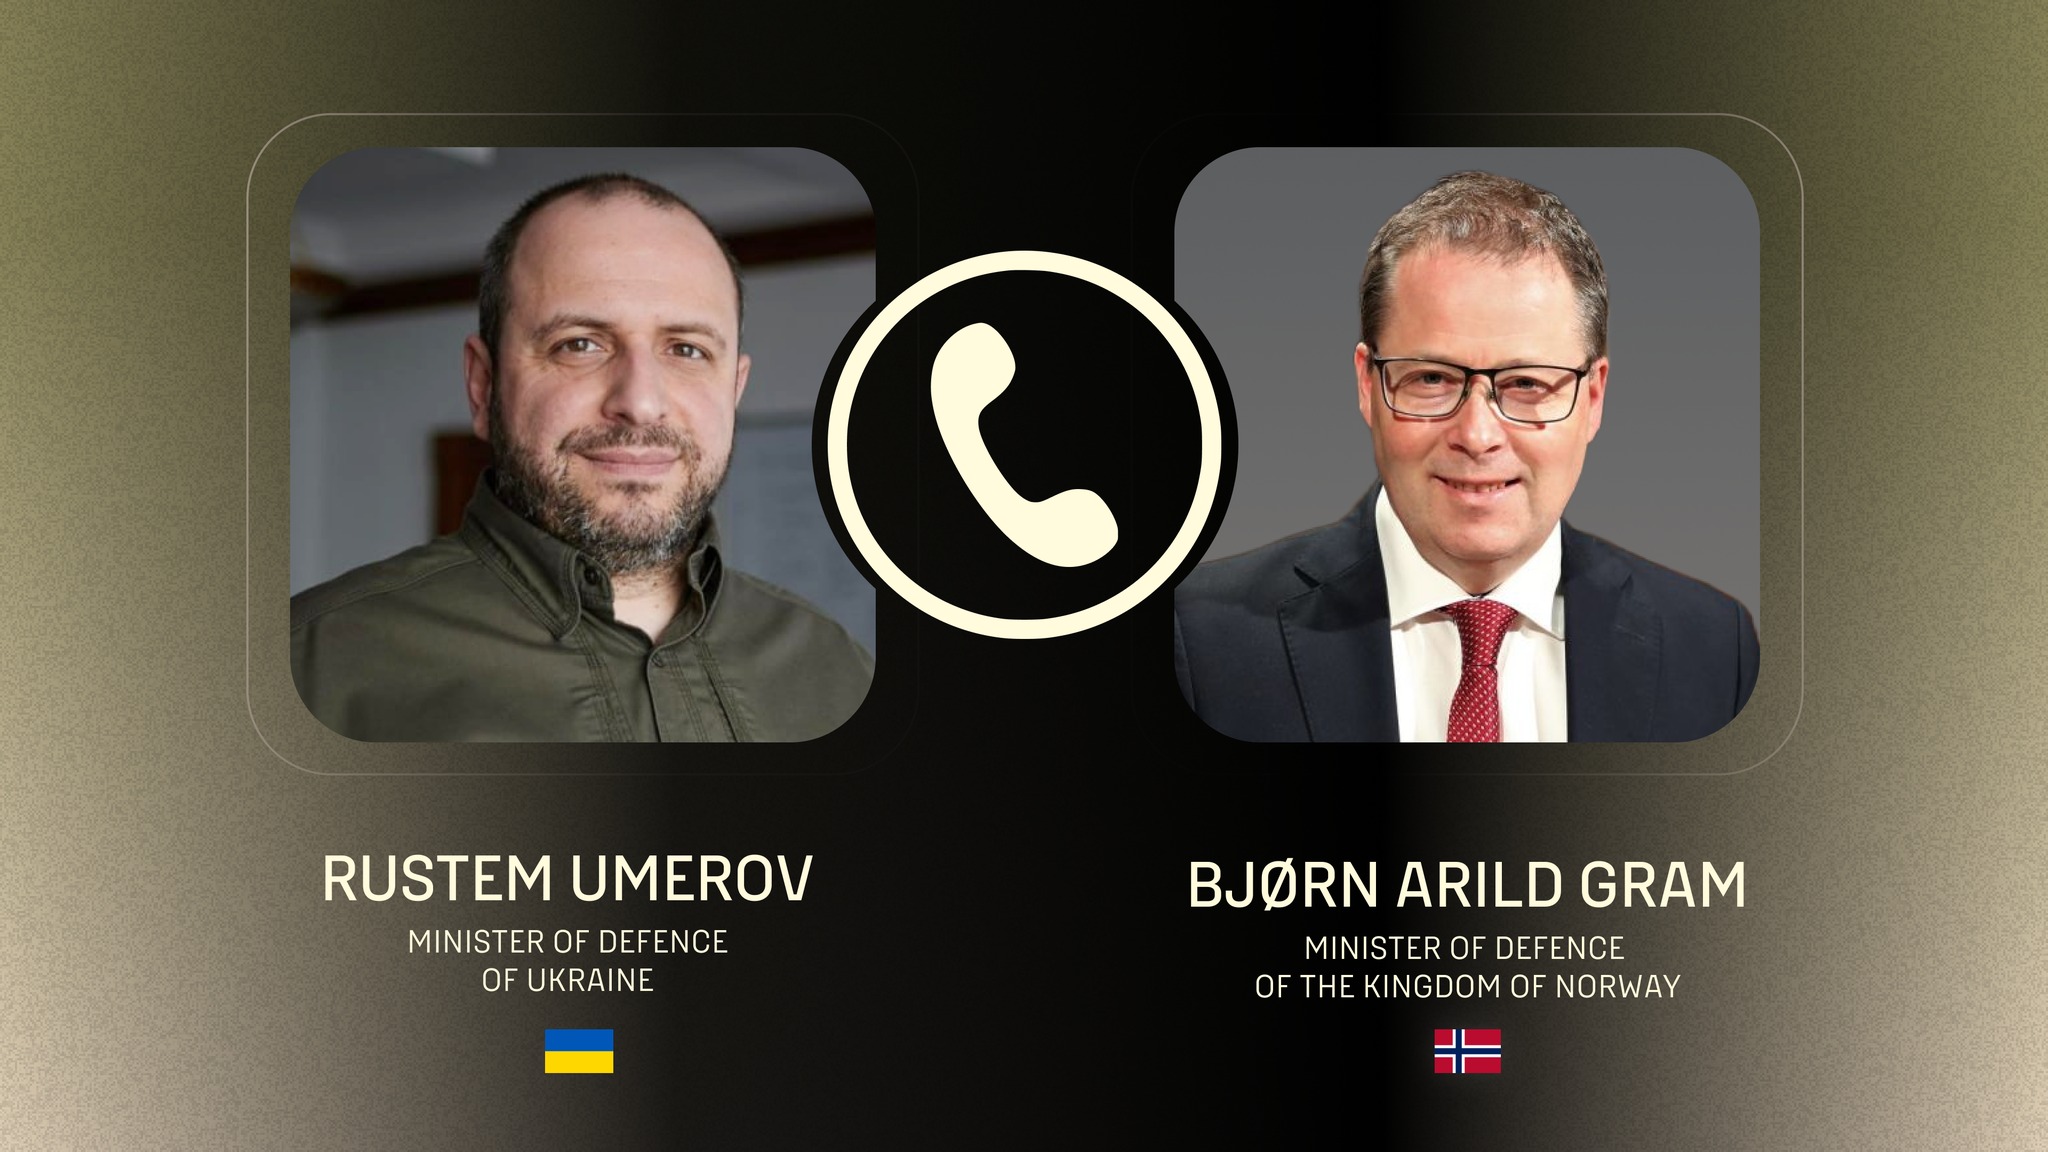 RUSTEM UMEROV
MINISTER OF DEFENCE
OF UKRAINE
BJØRN ARILD GRAM
MINISTER OF DEFENCE
OF THE KINGDOM OF NORWAY